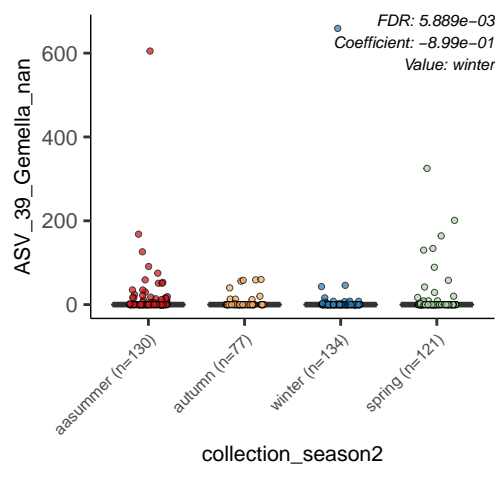 FDR: 5.889e−03
Coefficient: −8.99e−01
Value: winter
ASV_39_Gemella_nan
600
400
200
0
aasummer (n=130)
autumn (n=77)
winter (n=134)
spring (n=121)
collection_season2